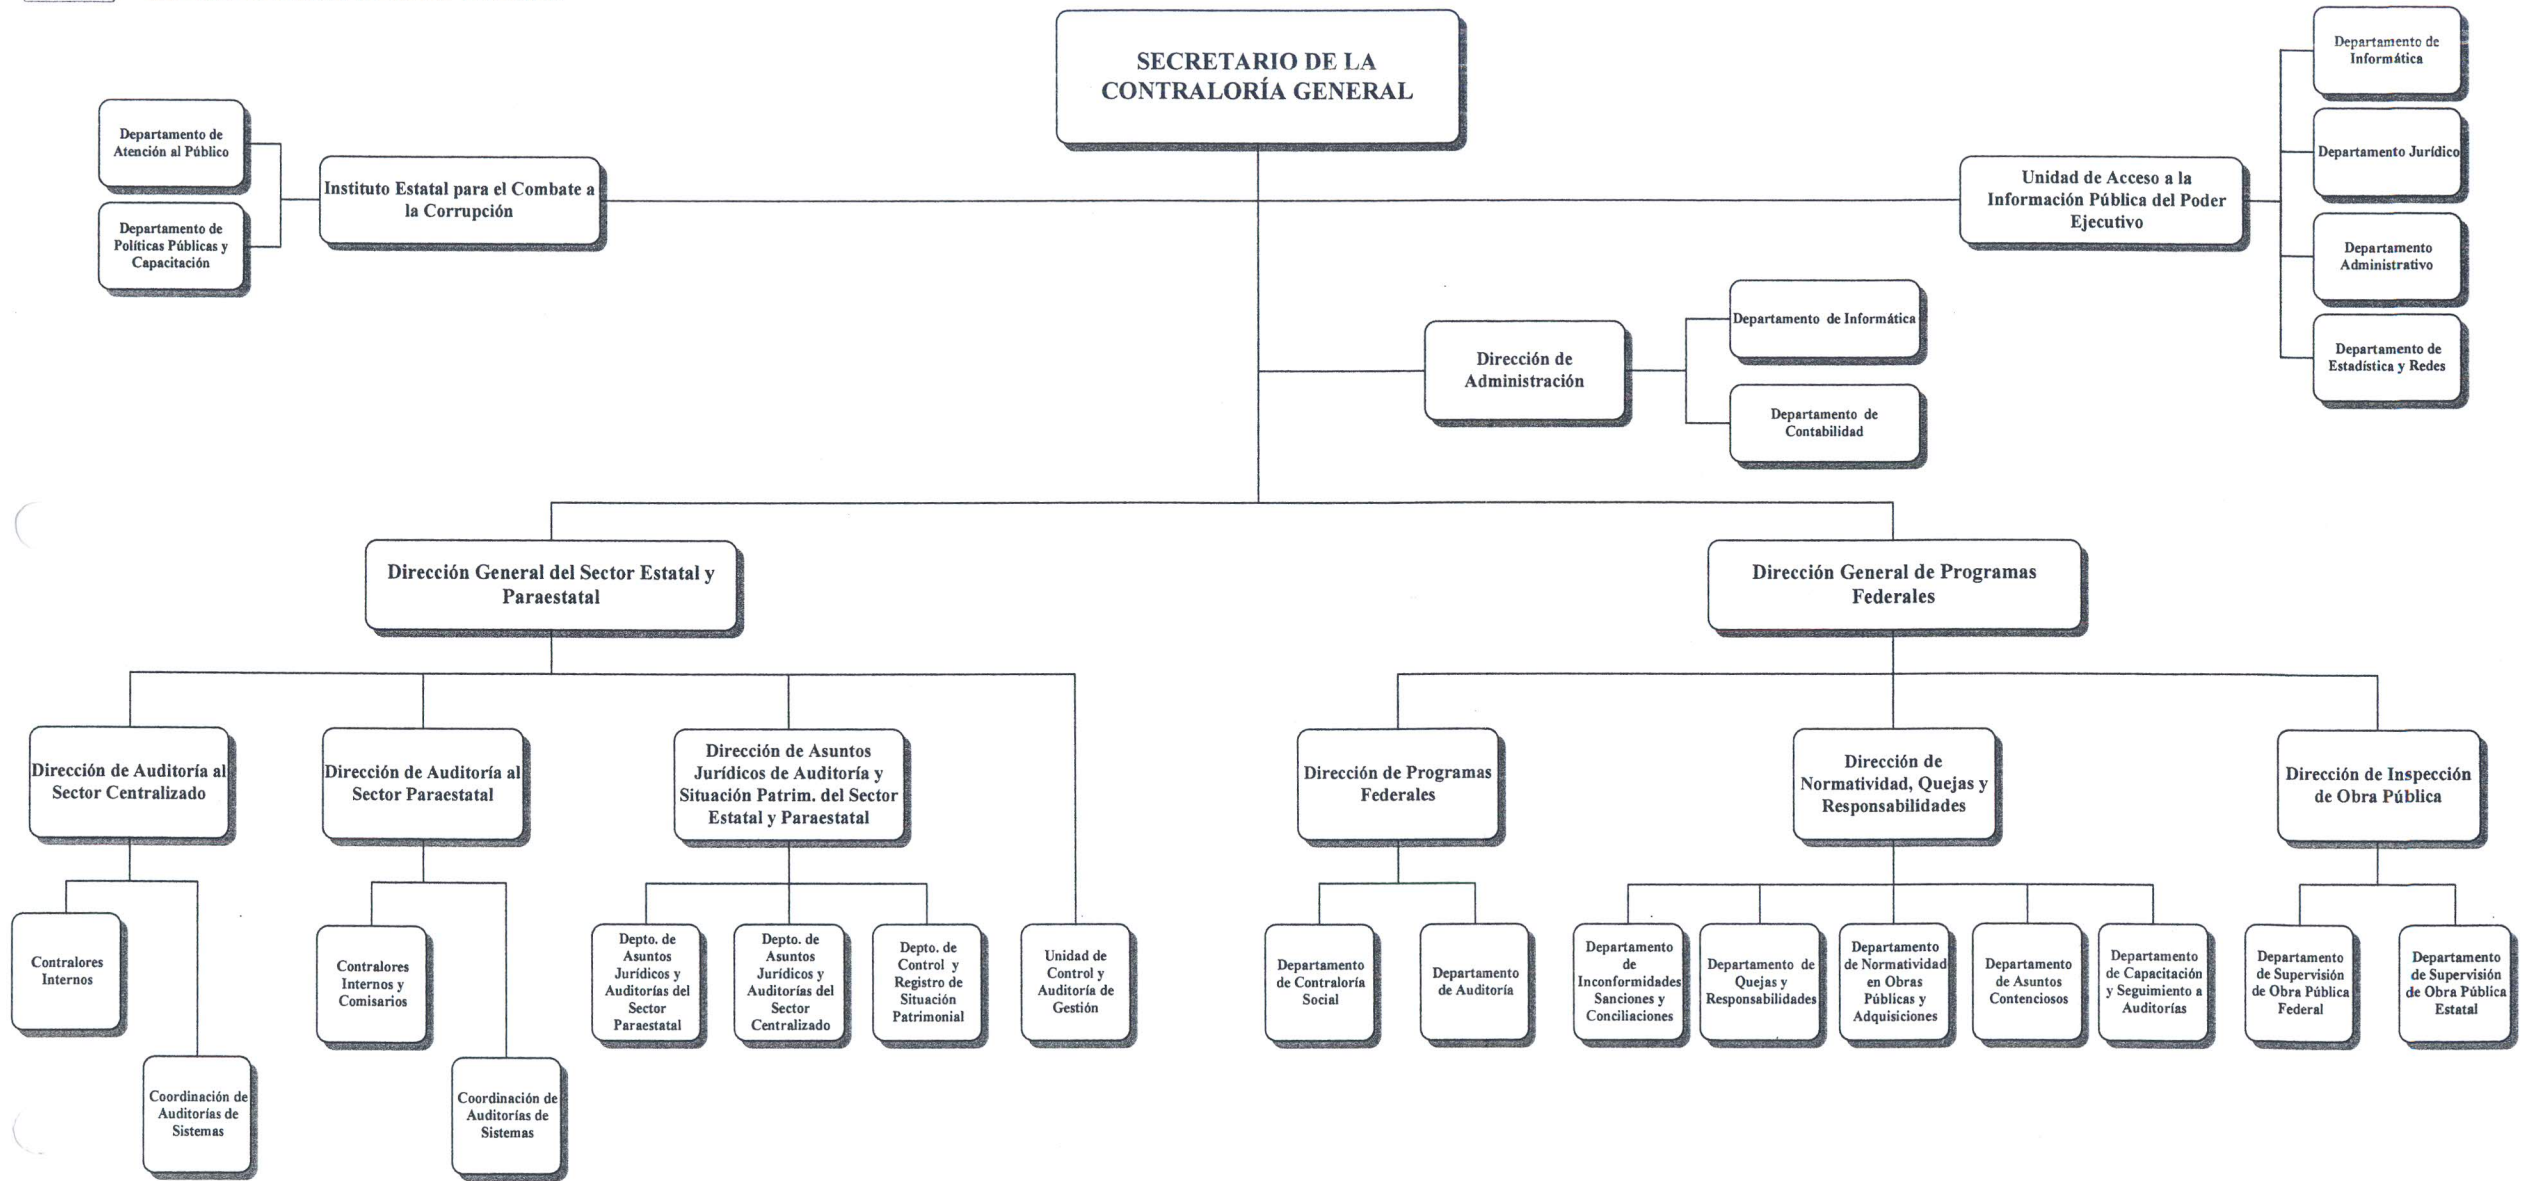 SECRETARIO DE LA
CONTRALORÍA GENERAL
Departamento de
Atención al Público
Departamento de
Políticas Públicas y
Capacitación
Instituto Estatal para el Combate a
la Corrupción
Unidad de Acceso a la
Información Pública del Poder
Ejecutivo
Departamento de
Informática
Departamento Jurídico
Departamento
Administrativo
Departamento de
Estadística y Redes
Dirección de
Administración
Departamento de Informática
Departamento de
Contabilidad
Dirección General del Sector Estatal y
Paraestatal
Dirección General de Programas
Federales
Dirección de Auditoría al
Sector Centralizado
Dirección de Auditoría al
Sector Paraestatal
Dirección de Asuntos
Jurídicos de Auditoría y
Situación Patrim. del Sector
Estatal y Paraestatal
Dirección de Programas
Federales
Dirección de
Normatividad, Quejas y
Responsabilidades
Dirección de Inspección
de Obra Pública
Contralores
Internos
Coordinación de
Auditorías de
Sistemas
Contralores
Internos y
Comisarios
Coordinación de
Auditorías de
Sistemas
Depto. de
Asuntos
Jurídicos y
Auditorías del
Sector
Paraestatal
Depto. de
Asuntos
Jurídicos y
Auditorías del
Sector
Centralizado
Depto. de
Control y
Registro de
Situación
Patrimonial
Unidad de
Control y
Auditoría de
Gestión
Departamento
de Contraloría
Social
Departamento
de Auditoría
Departamento
de
Inconformidades
Sanciones y
Conciliaciones
Departamento de
Quejas y
Responsabilidades
Departamento
de Normatividad
en Obras
Públicas y
Adquisiciones
Departamento
de Asuntos
Contenciosos
Departamento
de Capacitación
y Seguimiento a
Auditorías
Departamento
de Supervisión
de Obra Pública
Federal
Departamento
de Supervisión
de Obra Pública
Estatal